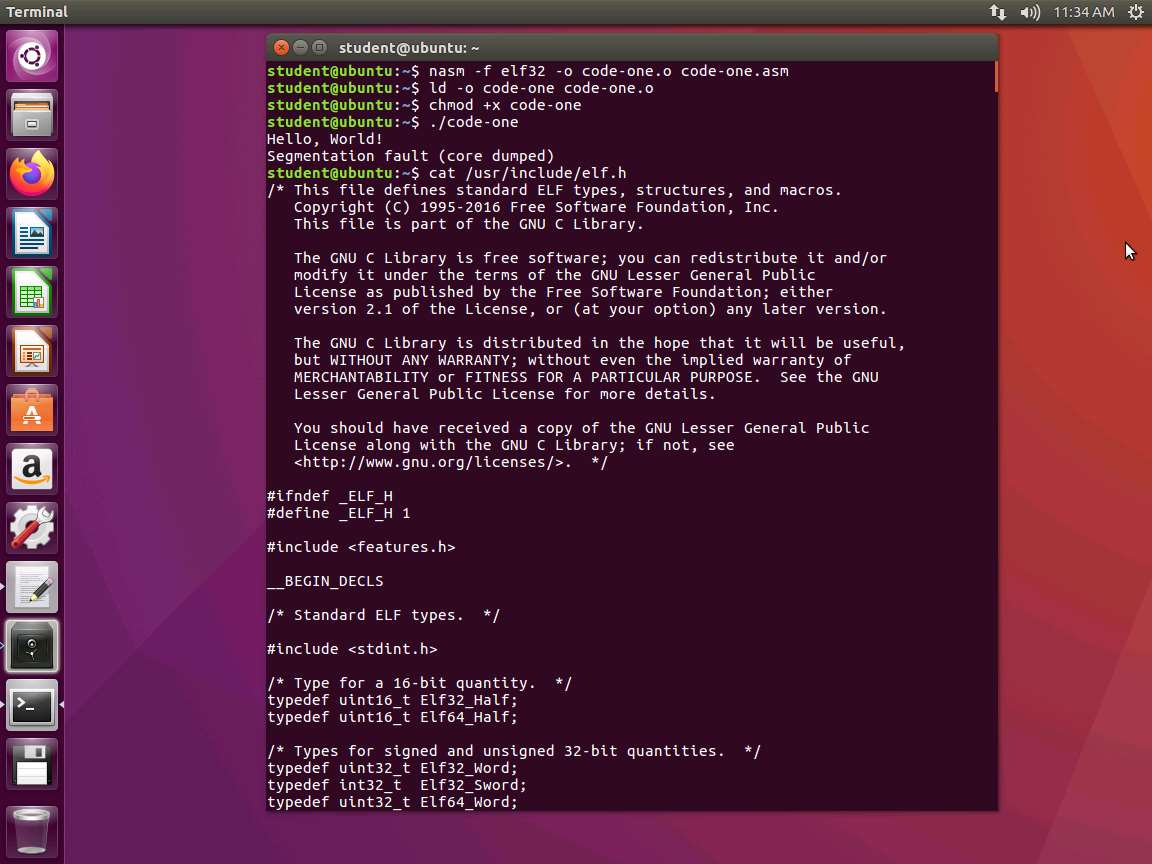 Terminal
11:34 AM
student@ubuntu: ~
student@ubuntu:~$ nasm -f elf32 -o code-one.o code-one.asm
student@ubuntu:~$ ld -o code-one code-one.o
student@ubuntu:~$ chmod +x code-one
student@ubuntu:~$ ./code-one
Hello, World!
Segmentation fault (core dumped)
student@ubuntu:~$ cat /usr/include/elf.h
/* This file defines standard ELF types, structures, and macros.
   Copyright (C) 1995-2016 Free Software Foundation, Inc.
   This file is part of the GNU C Library.

   The GNU C Library is free software; you can redistribute it and/or
   modify it under the terms of the GNU Lesser General Public
   License as published by the Free Software Foundation; either
   version 2.1 of the License, or (at your option) any later version.

   The GNU C Library is distributed in the hope that it will be useful,
   but WITHOUT ANY WARRANTY; without even the implied warranty of
   MERCHANTABILITY or FITNESS FOR A PARTICULAR PURPOSE.  See the GNU
   Lesser General Public License for more details.

   You should have received a copy of the GNU Lesser General Public
   License along with the GNU C Library; if not, see
   <http://www.gnu.org/licenses/>.  */

#ifndef _ELF_H
#define _ELF_H 1

#include <features.h>

__BEGIN_DECLS

/* Standard ELF types.  */

#include <stdint.h>

/* Type for a 16-bit quantity.  */
typedef uint16_t Elf32_Half;
typedef uint16_t Elf64_Half;

/* Types for signed and unsigned 32-bit quantities.  */
typedef uint32_t Elf32_Word;
typedef int32_t  Elf32_Sword;
typedef uint32_t Elf64_Word;